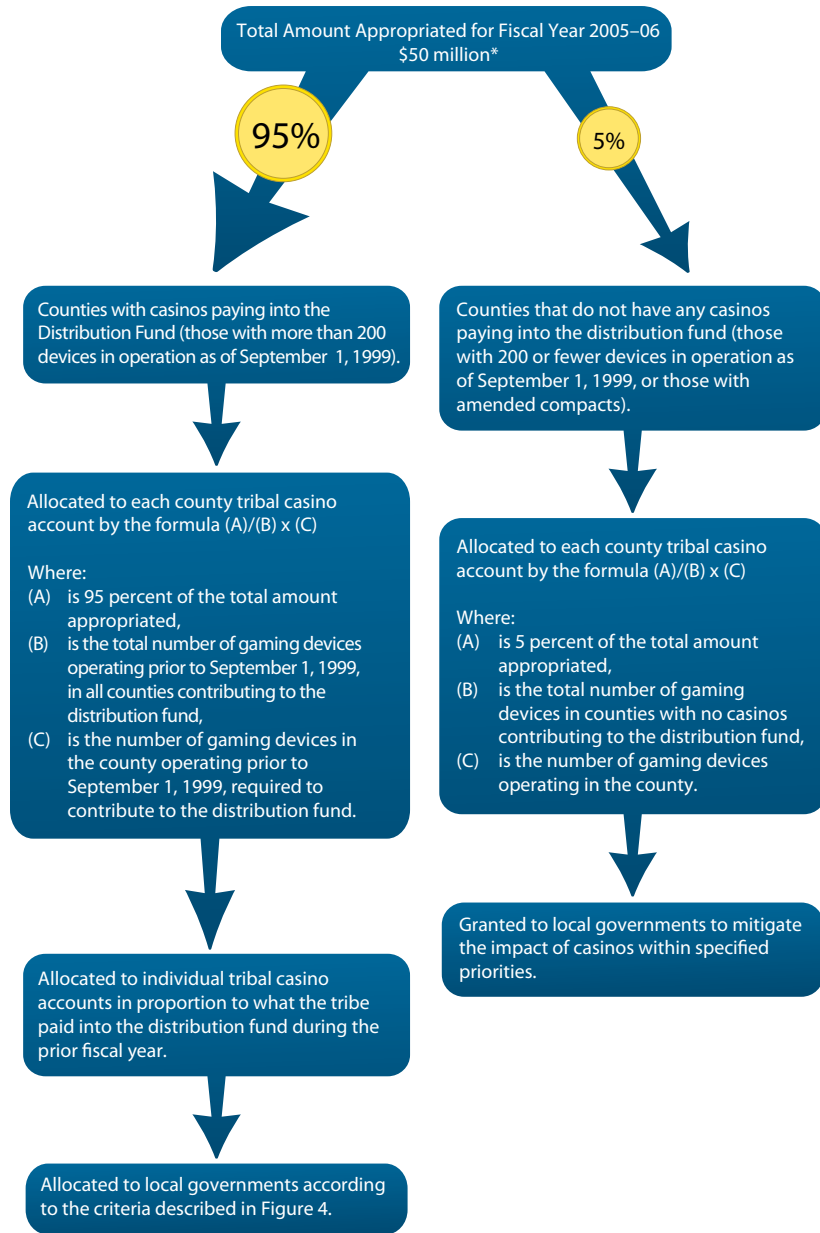 Total Amount Appropriated for Fiscal Year 2005–06
$50 million*
95%
5%
Counties with casinos paying into the
Distribution Fund (those with more than 200
devices in operation as of September 1, 1999).
Counties that do not have any casinos
paying into the distribution fund (those
with 200 or fewer devices in operation as
of September 1, 1999, or those with
amended compacts).
Allocated to each county tribal casino
account by the formula (A)/(B) x (C)
Where:
(A) is 95 percent of the total amount
appropriated,
(B) is the total number of gaming devices
operating prior to September 1, 1999,
in all counties contributing to the
distribution fund,
(C) is the number of gaming devices in
the county operating prior to
September 1, 1999, required to
contribute to the distribution fund.
Allocated to each county tribal casino
account by the formula (A)/(B) x (C)
Where:
(A) is 5 percent of the total amount
appropriated,
(B) is the total number of gaming
devices in counties with no casinos
contributing to the distribution fund,
(C) is the number of gaming devices
operating in the county.
Granted to local governments to mitigate
the impact of casinos within specified
priorities.
Allocated to individual tribal casino
accounts in proportion to what the tribe
paid into the distribution fund during the
prior fiscal year.
Allocated to local governments according
to the criteria described in Figure 4.